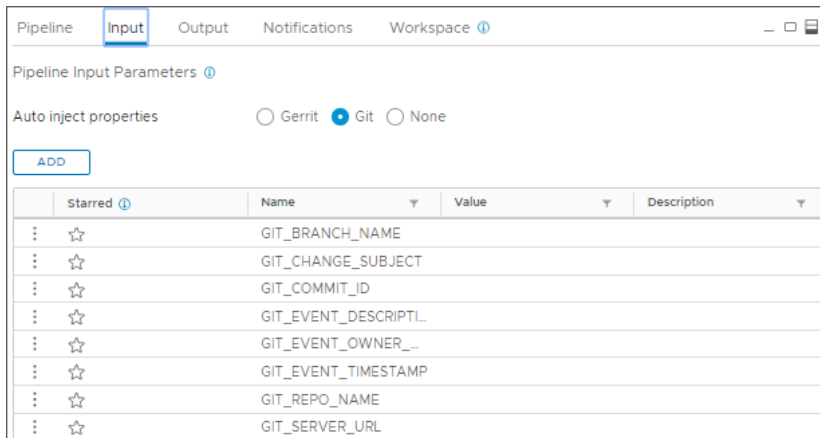 Pipeline Input Output Notifications Workspace
Pipeline Input Parameters
Auto inject properties Gerrit Git None
ADD
Starred Name Value Description
GIT_BRANCH_NAME
GIT_CHANGE_SUBJECT
GIT_COMMIT_ID
GIT_EVENT_DESCRIPTI...
GIT_EVENT_OWNER_...
GIT_EVENT_TIMESTAMP
GIT_REPO_NAME
GIT_SERVER_URL